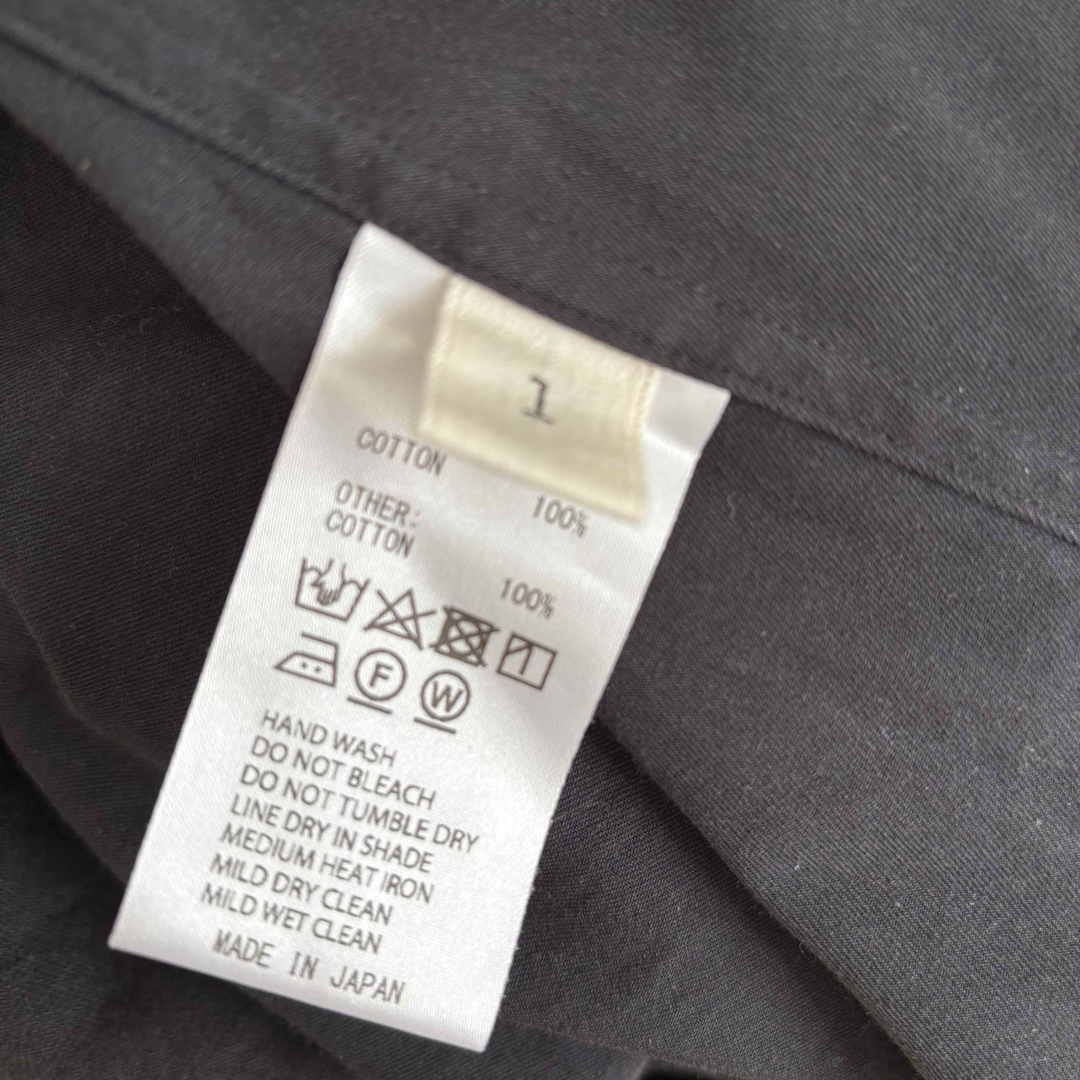 1
COTTON 100%
OTHER:
COTTON 100%
F W
HAND WASH
DO NOT BLEACH
DO NOT TUMBLE DRY
LINE DRY IN SHADE
MEDIUM HEAT IRON
MILD DRY CLEAN
MILD WET CLEAN
MADE IN JAPAN